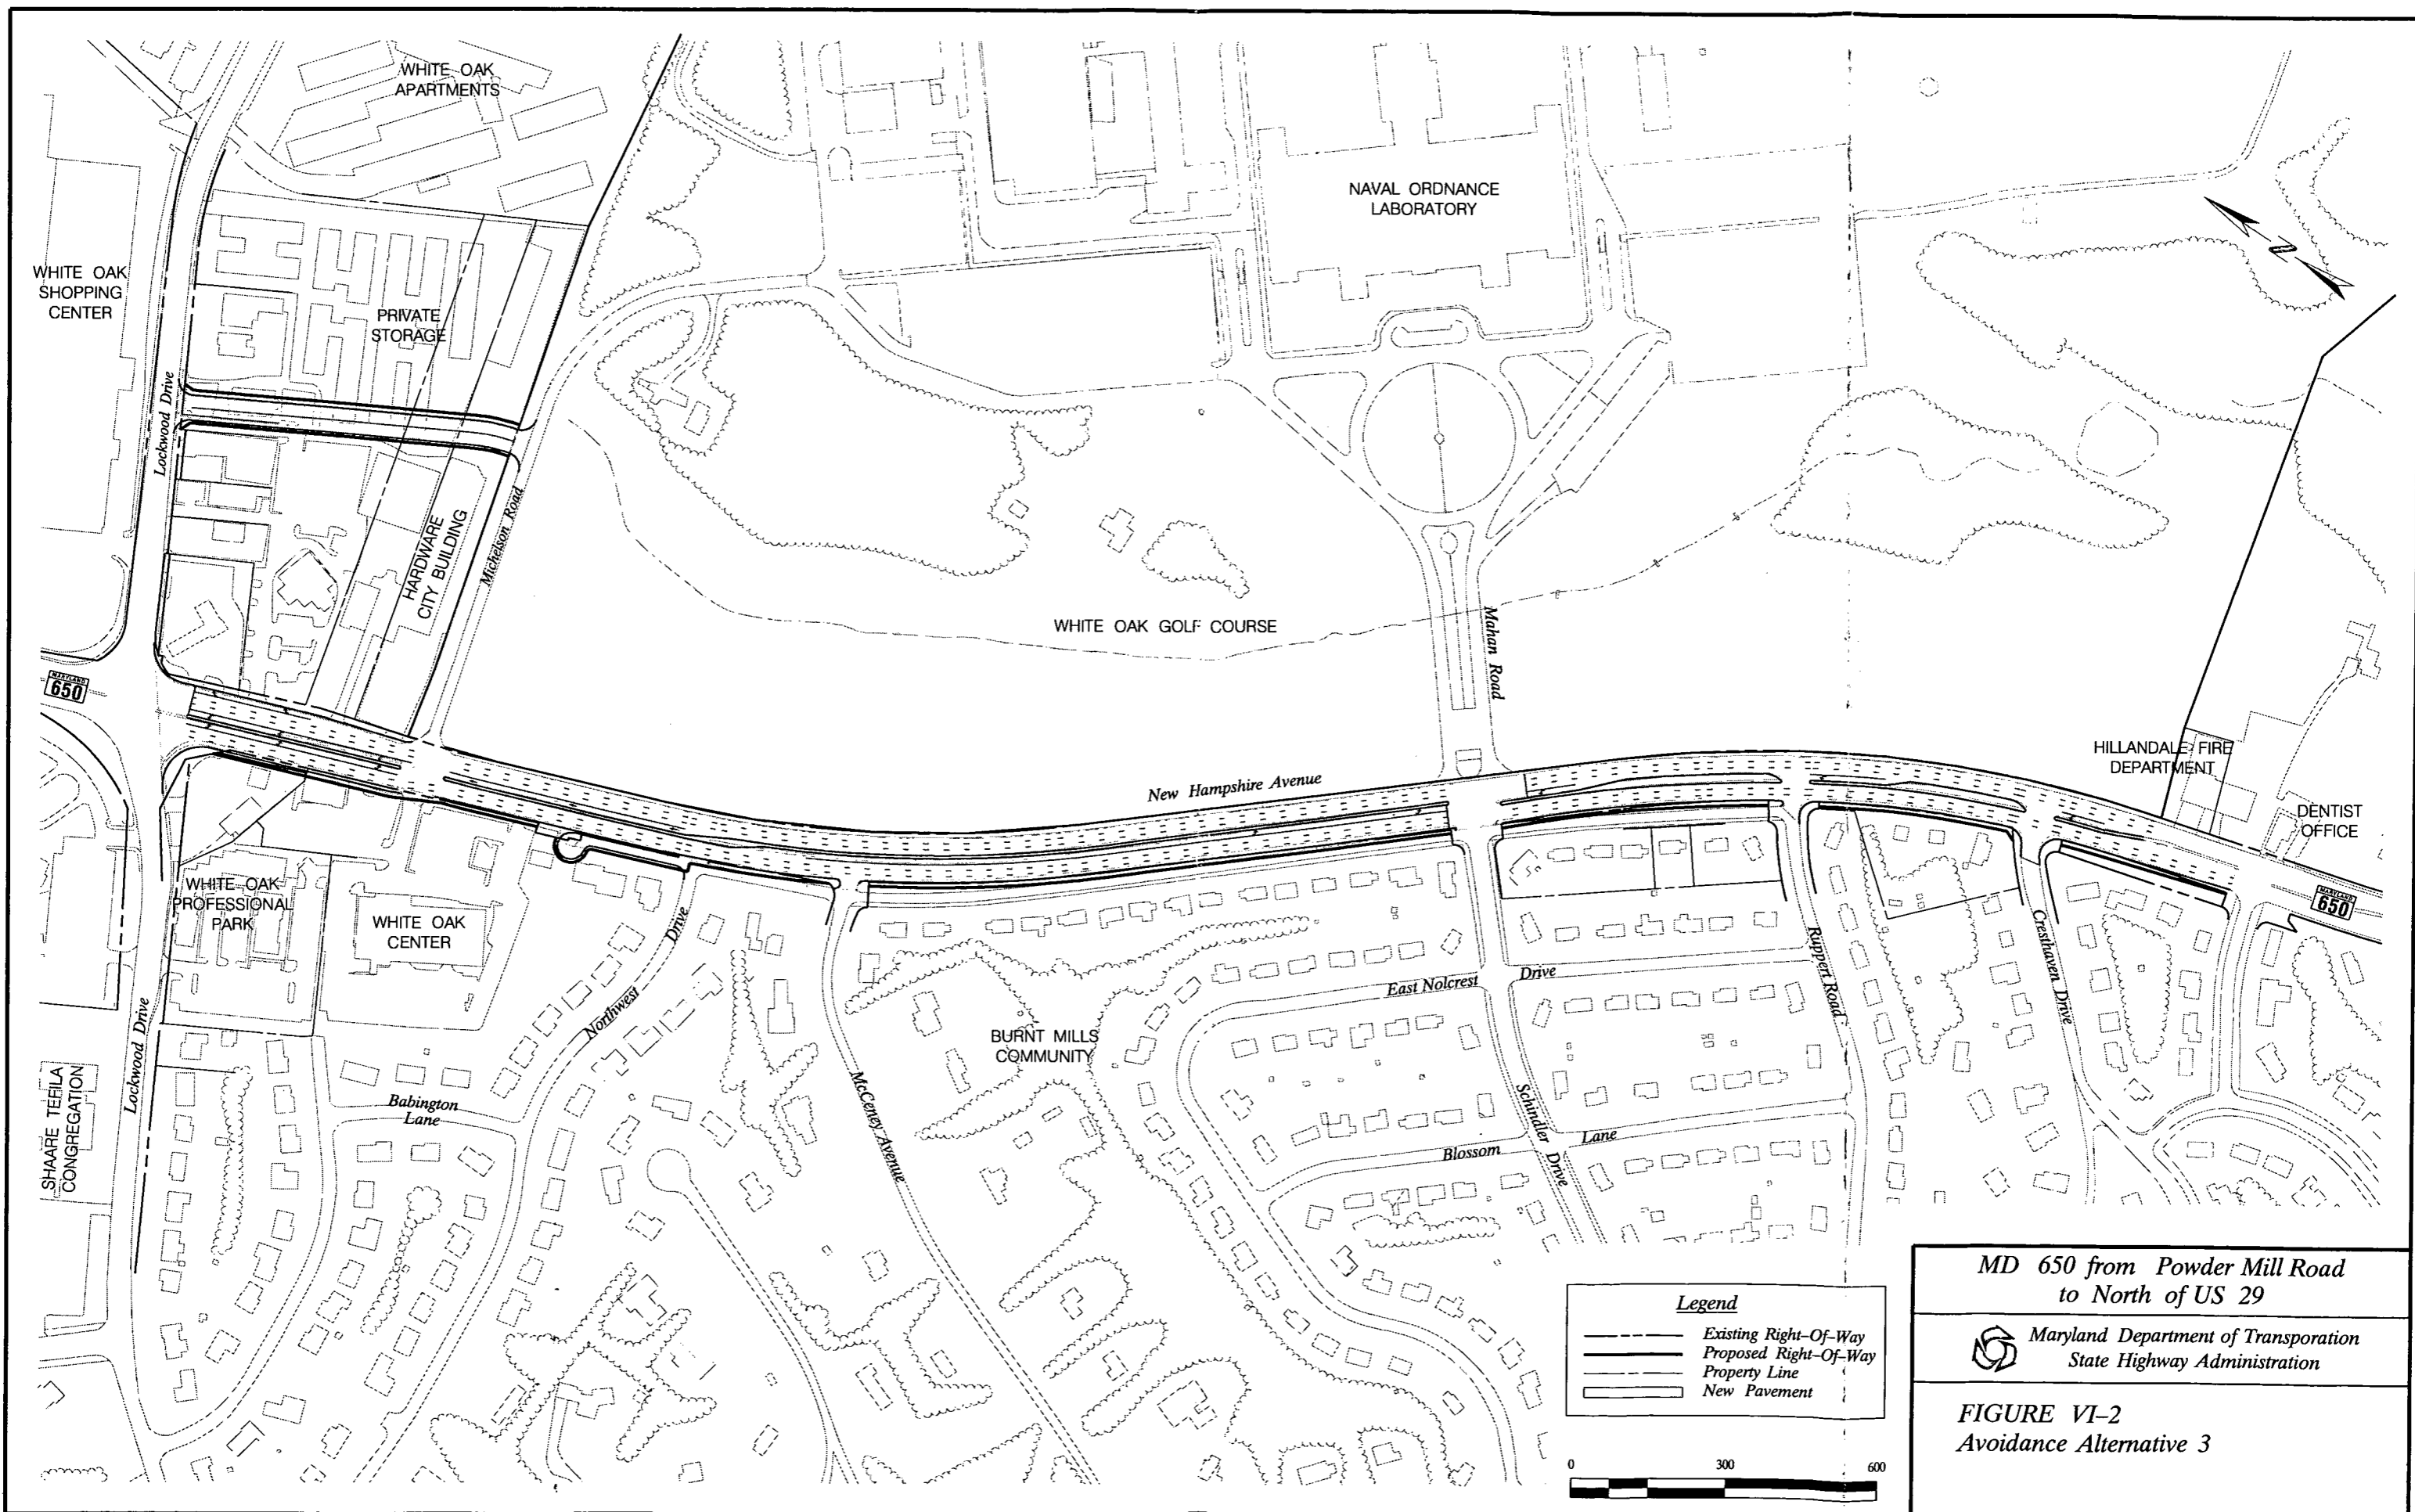 WHITE OAK
APARTMENTS
NAVAL ORDNANCE
LABORATORY
WHITE OAK
SHOPPING
CENTER
PRIVATE
STORAGE
N
Lockwood Drive
HARDWARE
CITY BUILDING
Michelson Road
WHITE OAK GOLF COURSE
Mahan Road
MARYLAND
650
New Hampshire Avenue
HILLANDALE FIRE
DEPARTMENT
DENTIST
OFFICE
MARYLAND
650
WHITE OAK
PROFESSIONAL
PARK
WHITE OAK
CENTER
Northwest Drive
East Nolcrest Drive
Ruppert Road
Cresthaven Drive
BURNT MILLS
COMMUNITY
Lockwood Drive
SHAARE TEFILA
CONGREGATION
Babington
Lane
McCeney Avenue
Schindler Drive
Blossom Lane
Legend
Existing Right-Of-Way
Proposed Right-Of-Way
Property Line
New Pavement
0 300 600
MD 650 from Powder Mill Road
to North of US 29
Maryland Department of Transporation
State Highway Administration
FIGURE VI-2
Avoidance Alternative 3